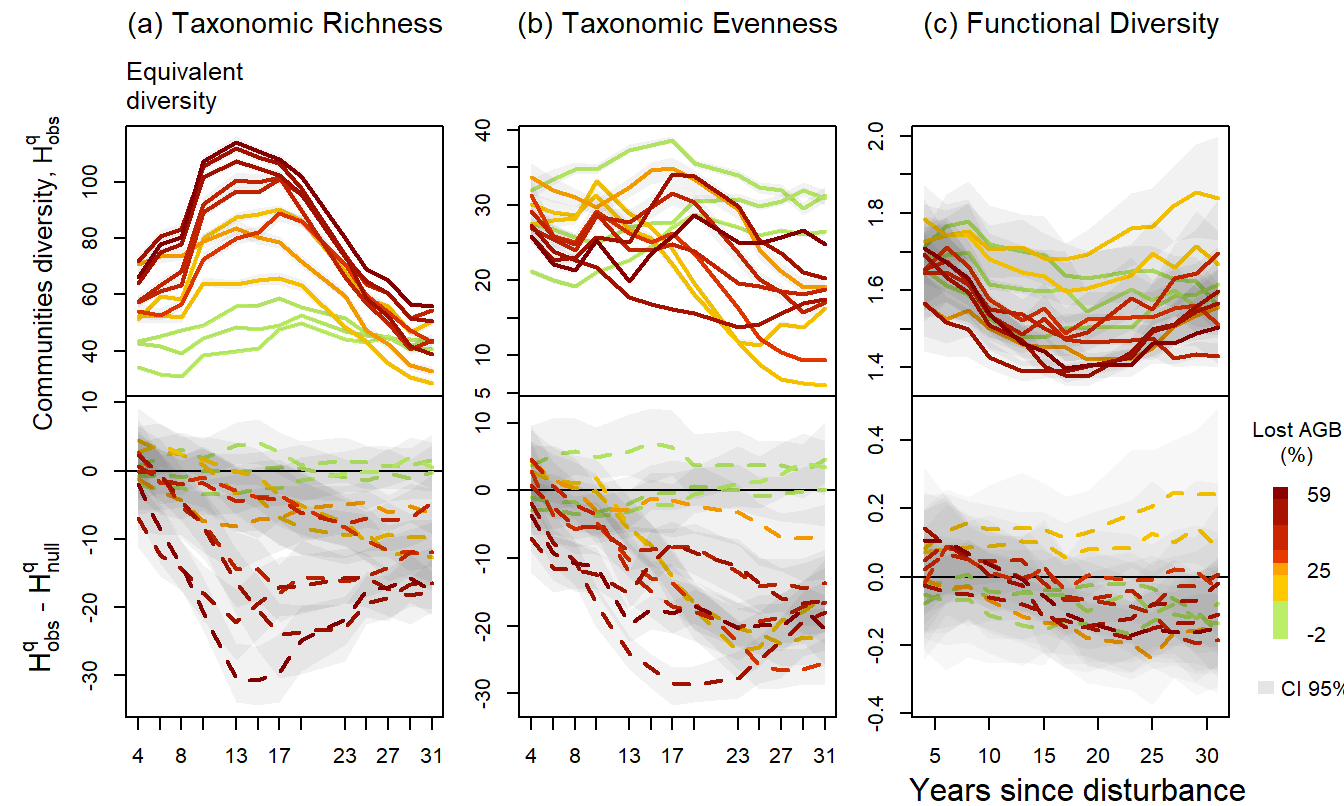 (a) Taxonomic Richness
(b) Taxonomic Evenness
(c) Functional Diversity
Equivalent
diversity
Communities diversity, H^q_obs
100
80
60
40
40
30
20
10
5
2.0
1.8
1.6
1.4
H^q_obs - H^q_null
10
0
-10
-20
-30
10
0
-10
-20
-30
0.4
0.2
0.0
-0.2
-0.4
Lost AGB
(%)
59
25
-2
CI 95%
4 8 13 17 23 31
4 8 13 17 23 31
5 10 15 20 25 30
Years since disturbance